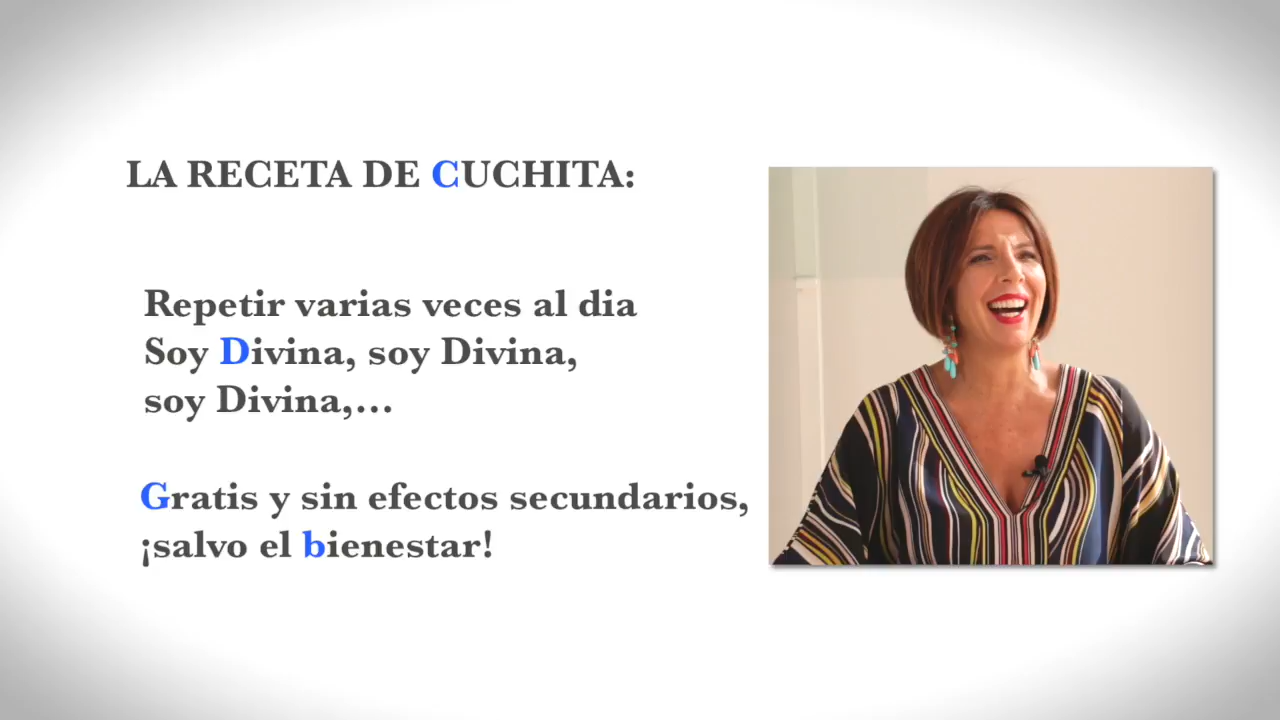 LA RECETA DE CUCHITA:
Repetir varias veces al dia
Soy Divina, soy Divina,
soy Divina,...
Gratis y sin efectos secundarios,
¡salvo el bienestar!